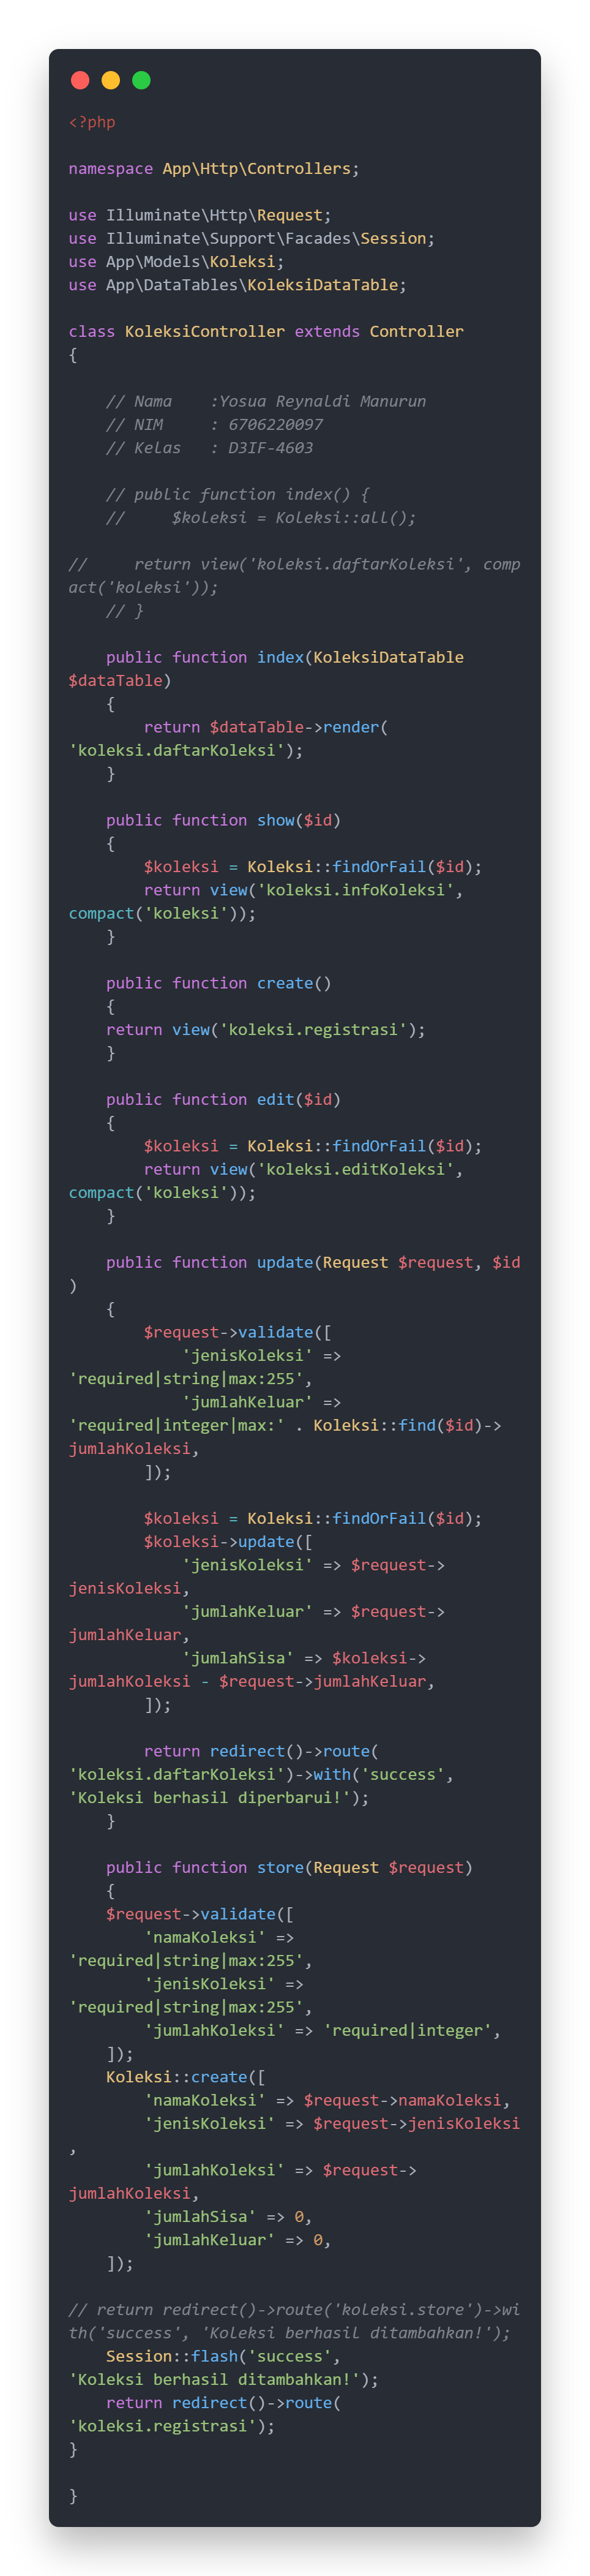 <?php
namespace App\Http\Controllers;
use Illuminate\Http\Request;
use Illuminate\Support\Facades\Session;
use App\Models\Koleksi;
use App\DataTables\KoleksiDataTable;
class KoleksiController extends Controller
{
// Nama    :Yosua Reynaldi Manurun
// NIM     : 6706220097
// Kelas   : D3IF-4603
// public function index() {
//     $koleksi = Koleksi::all();
//     return view('koleksi.daftarKoleksi', comp
act('koleksi'));
// }
public function index(KoleksiDataTable
$dataTable)
{
return $dataTable->render(
'koleksi.daftarKoleksi');
}
public function show($id)
{
$koleksi = Koleksi::findOrFail($id);
return view('koleksi.infoKoleksi',
compact('koleksi'));
}
public function create()
{
return view('koleksi.registrasi');
}
public function edit($id)
{
$koleksi = Koleksi::findOrFail($id);
return view('koleksi.editKoleksi',
compact('koleksi'));
}
public function update(Request $request, $id
)
{
$request->validate([
'jenisKoleksi' =>
'required|string|max:255',
'jumlahKeluar' =>
'required|integer|max:' . Koleksi::find($id)->
jumlahKoleksi,
]);
$koleksi = Koleksi::findOrFail($id);
$koleksi->update([
'jenisKoleksi' => $request->
jenisKoleksi,
'jumlahKeluar' => $request->
jumlahKeluar,
'jumlahSisa' => $koleksi->
jumlahKoleksi - $request->jumlahKeluar,
]);
return redirect()->route(
'koleksi.daftarKoleksi')->with('success',
'Koleksi berhasil diperbarui!');
}
public function store(Request $request)
{
$request->validate([
'namaKoleksi' =>
'required|string|max:255',
'jenisKoleksi' =>
'required|string|max:255',
'jumlahKoleksi' => 'required|integer',
]);
Koleksi::create([
'namaKoleksi' => $request->namaKoleksi,
'jenisKoleksi' => $request->jenisKoleksi
,
'jumlahKoleksi' => $request->
jumlahKoleksi,
'jumlahSisa' => 0,
'jumlahKeluar' => 0,
]);
// return redirect()->route('koleksi.store')->wi
th('success', 'Koleksi berhasil ditambahkan!');
Session::flash('success',
'Koleksi berhasil ditambahkan!');
return redirect()->route(
'koleksi.registrasi');
}
}